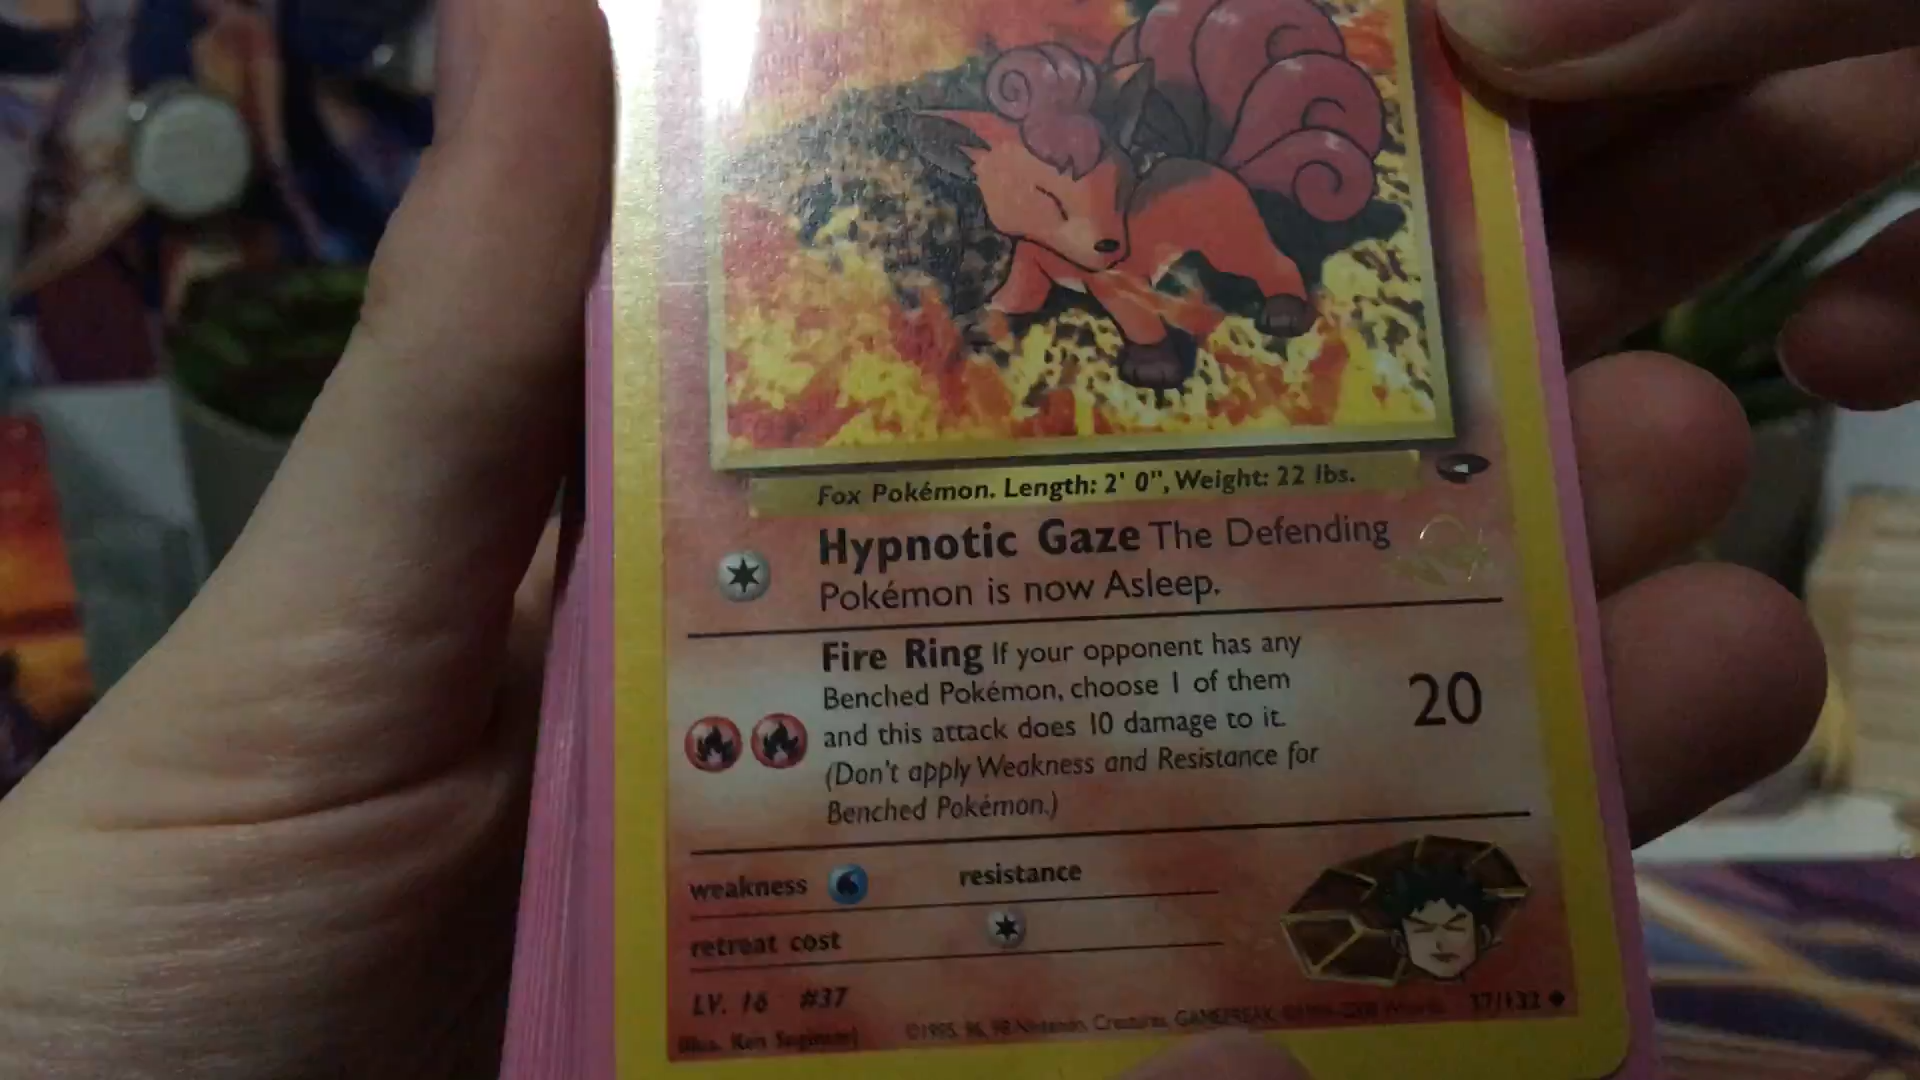 Fox Pokémon. Length: 2' 0", Weight: 22 lbs.
Hypnotic Gaze The Defending
Pokémon is now Asleep.
Fire Ring If your opponent has any
Benched Pokémon, choose 1 of them
and this attack does 10 damage to it.
(Don't apply Weakness and Resistance for
Benched Pokémon.)
20
weakness resistance
retreat cost
LV. 16 #37
Illus. Ken Sugimori
©1995, 96, 98 Nintendo, Creatures, GAMEFREAK. Wizards. 37/132